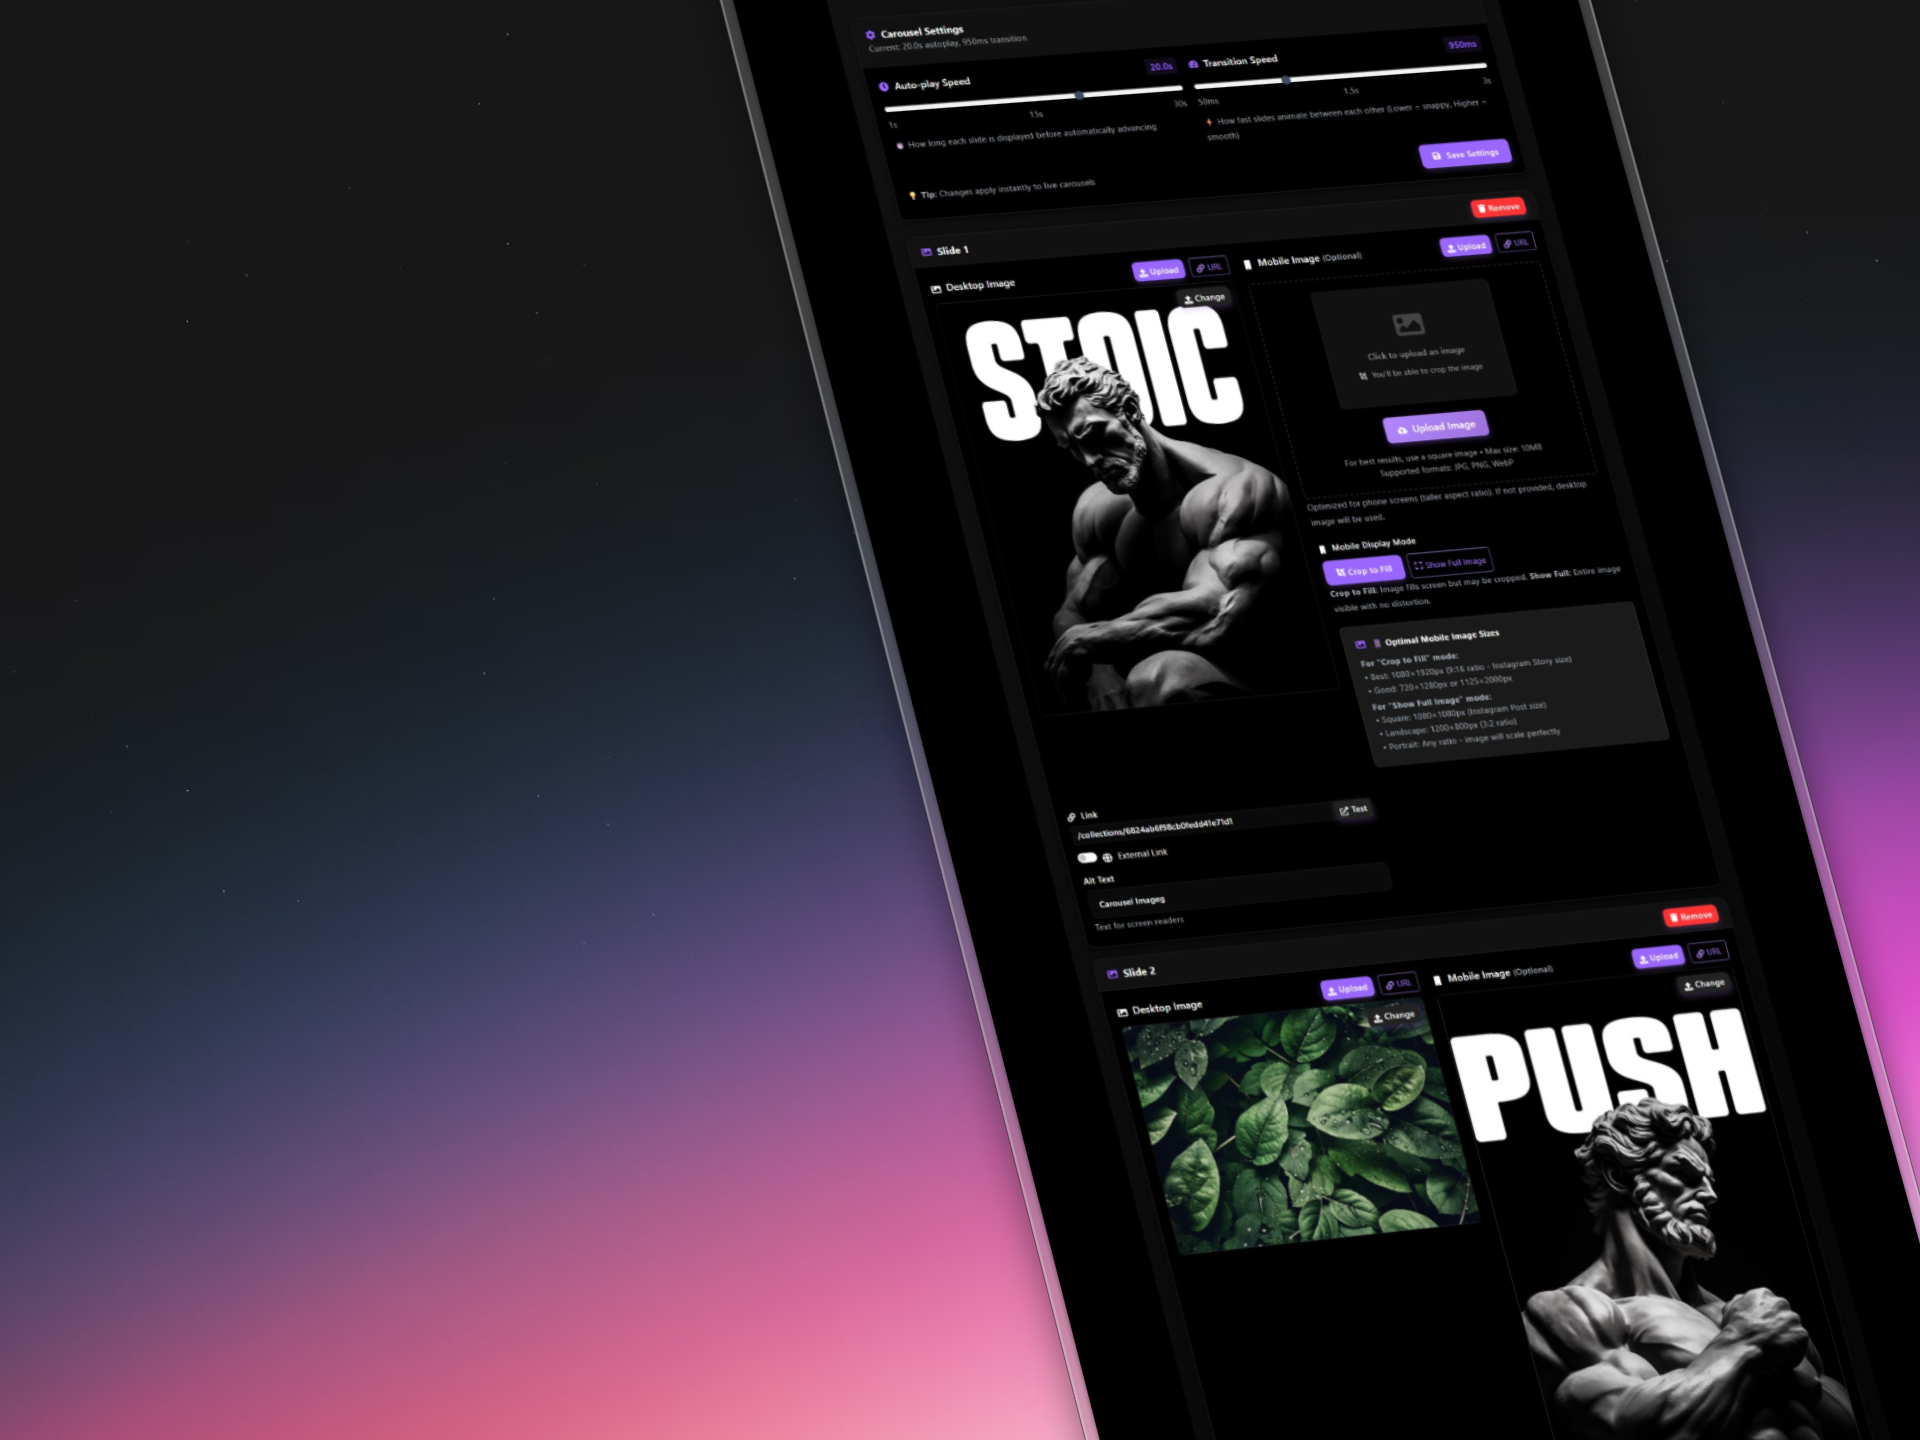 Carousel Settings
Current: 20.0s autoplay, 950ms transition
Auto-play Speed
20.0s
1s
15s
30s
How long each slide is displayed before automatically advancing
Transition Speed
950ms
50ms
1.5s
3s
How fast slides animate between each other (Lower = snappy, Higher =
smooth)
Tip: Changes apply instantly to live carousels
Save Settings
Slide 1
Remove
Desktop Image
Upload
URL
Change
STOIC
Mobile Image (Optional)
Upload
URL
Click to upload an image
You'll be able to crop the image
Upload Image
For best results, use a square image • Max size: 10MB
Supported formats: JPG, PNG, WebP
Optimized for phone screens (taller aspect ratio). If not provided, desktop
image will be used.
Mobile Display Mode
Crop to Fill
Show Full Image
Crop to Fill: Image fills screen but may be cropped. Show Full: Entire image
visible with no distortion.
Optimal Mobile Image Sizes
For "Crop to Fill" mode:
• Best: 1080×1920px (9:16 ratio - Instagram Story size)
• Good: 720×1280px or 1125×2000px
For "Show Full Image" mode:
• Square: 1080×1080px (Instagram Post size)
• Landscape: 1200×800px (3:2 ratio)
• Portrait: Any ratio - image will scale perfectly
Link
/collections/6824ab6f98cb0fedd41e71d1
Test
External Link
Alt Text
Carousel Imageg
Text for screen readers
Slide 2
Remove
Desktop Image
Upload
URL
Change
Mobile Image (Optional)
Upload
URL
Change
PUSH